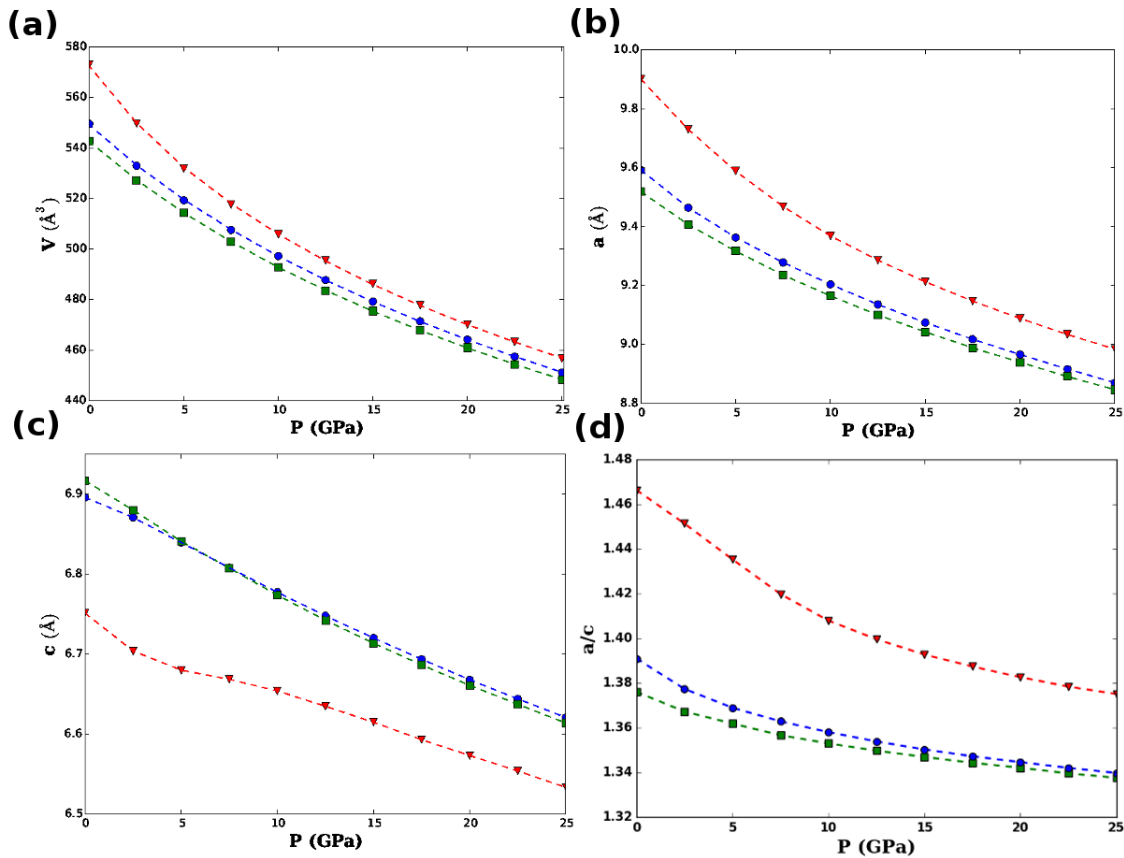 (a)
580
560
540
520
500
480
460
440
V (Å³)
0 5 10 15 20 25
P (GPa)
(b)
10.0
9.8
9.6
9.4
9.2
9.0
8.8
a (Å)
0 5 10 15 20 25
P (GPa)
(c)
6.9
6.8
6.7
6.6
6.5
c (Å)
0 5 10 15 20 25
P (GPa)
(d)
1.48
1.46
1.44
1.42
1.40
1.38
1.36
1.34
1.32
a/c
0 5 10 15 20 25
P (GPa)